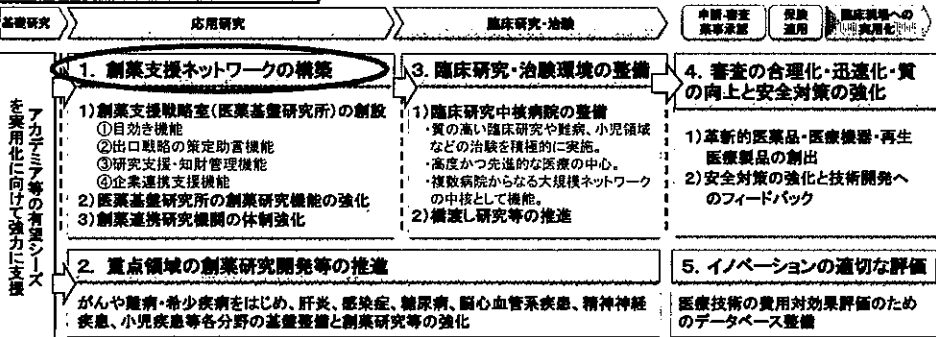 基礎研究
応用研究
臨床研究・治験
申請・審査
薬事承認
保険
適用
臨床現場への
実用化
アカデミア等の有望シーズ
を実用化に向けて強力に支援
1. 創薬支援ネットワークの構築
1)創薬支援戦略室(医薬基盤研究所)の創設
①目効き機能
②出口戦略の策定助言機能
③研究支援・知財管理機能
④企業連携支援機能
2)医薬基盤研究所の創薬研究機能の強化
3)創薬連携研究機関の体制強化
3. 臨床研究・治験環境の整備
1)臨床研究中核病院の整備
・質の高い臨床研究や難病、小児領域
などの治験を積極的に実施。
・高度かつ先進的な医療の中心。
・複数病院からなる大規模ネットワーク
の中核として機能。
2)橋渡し研究等の推進
4. 審査の合理化・迅速化・質
の向上と安全対策の強化
1)革新的医薬品・医療機器・再生
医療製品の創出
2)安全対策の強化と技術開発へ
のフィードバック
2. 重点領域の創薬研究開発等の推進
がんや難病・希少疾病をはじめ、肝炎、感染症、糖尿病、脳心血管系疾患、精神神経
疾患、小児疾患等各分野の基盤整備と創薬研究等の強化
5. イノベーションの適切な評価
医療技術の費用対効果評価のため
のデータベース整備